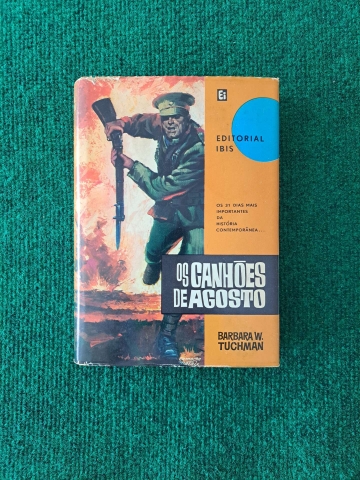 Ei
EDITORIAL
IBIS
OS 31 DIAS MAIS
IMPORTANTES
DA
HISTÓRIA
CONTEMPORÂNEA...
OS CANHÕES
DE AGOSTO
BARBARA W.
TUCHMAN